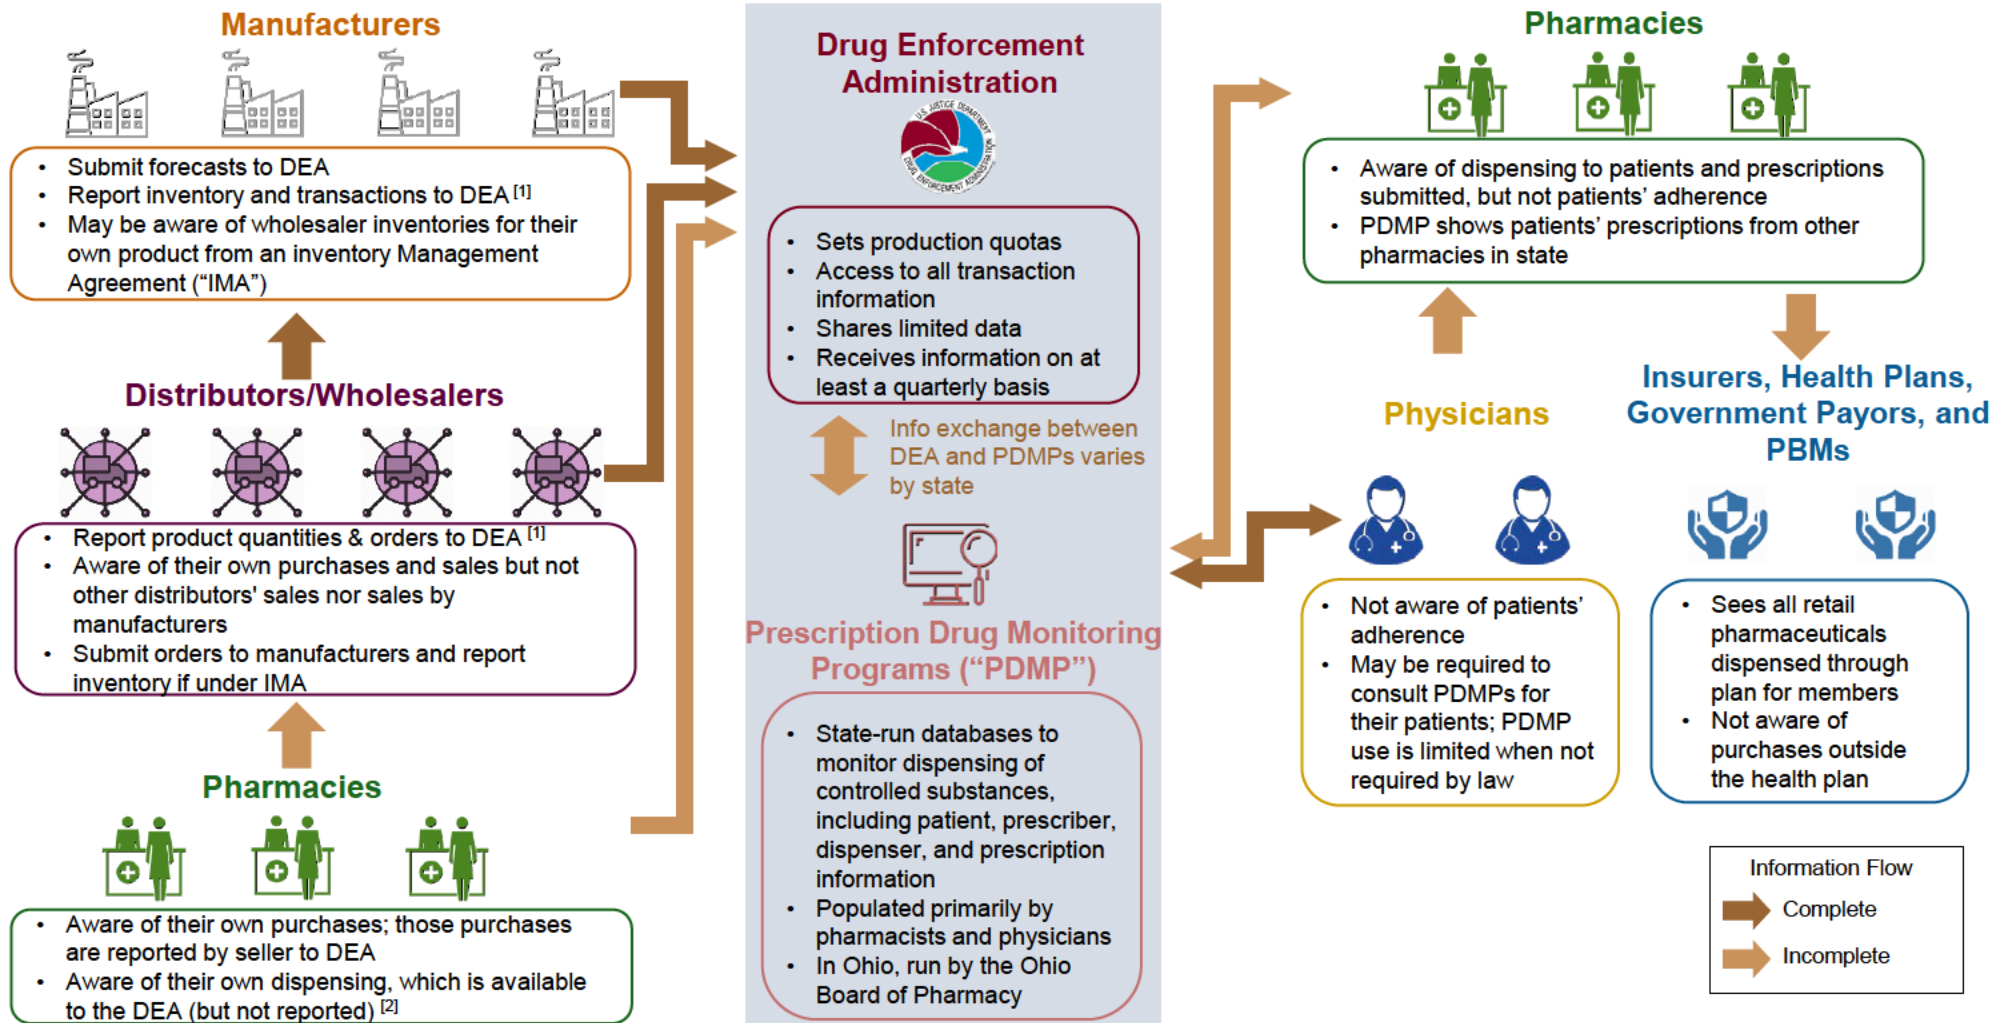 Manufacturers
• Submit forecasts to DEA
• Report inventory and transactions to DEA [1]
• May be aware of wholesaler inventories for their
own product from an inventory Management
Agreement (“IMA”)
Distributors/Wholesalers
• Report product quantities & orders to DEA [1]
• Aware of their own purchases and sales but not
other distributors' sales nor sales by
manufacturers
• Submit orders to manufacturers and report
inventory if under IMA
Pharmacies
• Aware of their own purchases; those purchases
are reported by seller to DEA
• Aware of their own dispensing, which is available
to the DEA (but not reported) [2]
Drug Enforcement
Administration
U.S. JUSTICE DEPARTMENT
DRUG ENFORCEMENT ADMINISTRATION
• Sets production quotas
• Access to all transaction
information
• Shares limited data
• Receives information on at
least a quarterly basis
Info exchange between
DEA and PDMPs varies
by state
Prescription Drug Monitoring
Programs (“PDMP”)
• State-run databases to
monitor dispensing of
controlled substances,
including patient, prescriber,
dispenser, and prescription
information
• Populated primarily by
pharmacists and physicians
• In Ohio, run by the Ohio
Board of Pharmacy
Pharmacies
• Aware of dispensing to patients and prescriptions
submitted, but not patients’ adherence
• PDMP shows patients’ prescriptions from other
pharmacies in state
Physicians
• Not aware of patients’
adherence
• May be required to
consult PDMPs for
their patients; PDMP
use is limited when not
required by law
Insurers, Health Plans,
Government Payors, and
PBMs
• Sees all retail
pharmaceuticals
dispensed through
plan for members
• Not aware of
purchases outside
the health plan
Information Flow
Complete
Incomplete